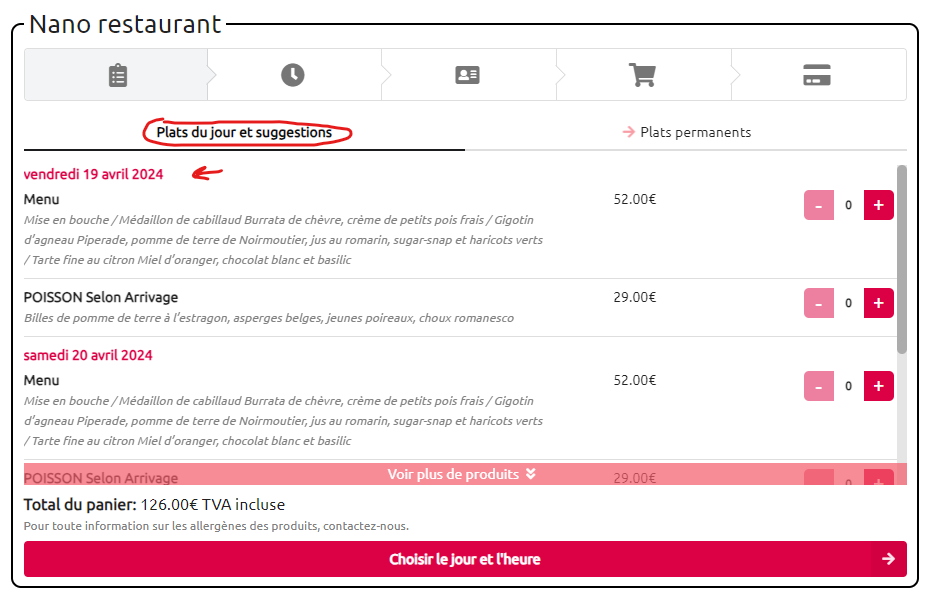 Nano restaurant
Plats du jour et suggestions
Plats permanents
vendredi 19 avril 2024
Menu
52.00€
- 0 +
Mise en bouche / Médaillon de cabillaud Burrata de chèvre, crème de petits pois frais / Gigotin
d'agneau Piperade, pomme de terre de Noirmoutier, jus au romarin, sugar-snap et haricots verts
/ Tarte fine au citron Miel d'oranger, chocolat blanc et basilic
POISSON Selon Arrivage
29.00€
- 0 +
Billes de pomme de terre à l'estragon, asperges belges, jeunes poireaux, choux romanesco
samedi 20 avril 2024
Menu
52.00€
- 0 +
Mise en bouche / Médaillon de cabillaud Burrata de chèvre, crème de petits pois frais / Gigotin
d'agneau Piperade, pomme de terre de Noirmoutier, jus au romarin, sugar-snap et haricots verts
/ Tarte fine au citron Miel d'oranger, chocolat blanc et basilic
POISSON Selon Arrivage
Voir plus de produits
29.00€
- 0 +
Total du panier: 126.00€ TVA incluse
Pour toute information sur les allergènes des produits, contactez-nous.
Choisir le jour et l'heure